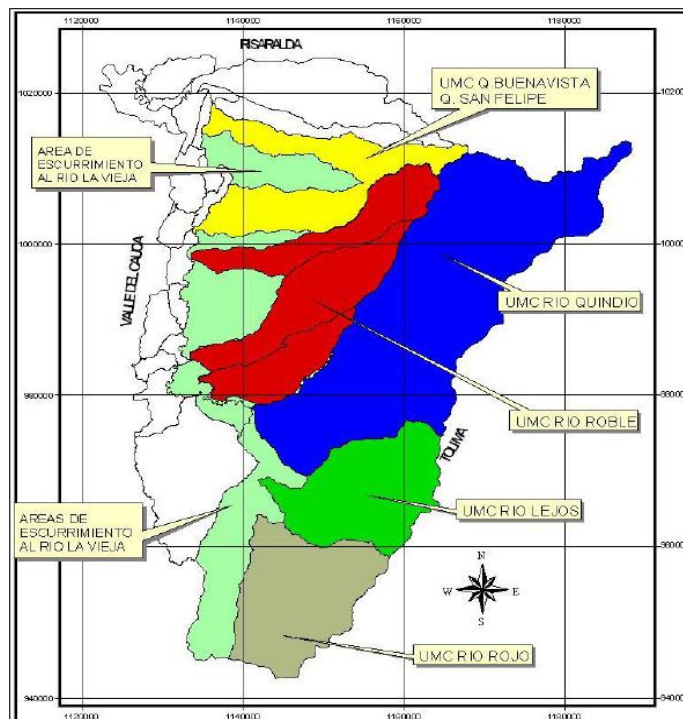 1120000 1140000 1160000 1180000
RISARALDA
1020000
UMC Q BUENAVISTA
Q. SAN FELIPE
AREA DE
ESCURRIMIENTO
AL RIO LA VIEJA
1000000
VALLE DEL CAUCA
UMC RIO QUINDIO
980000
UMC RIO ROBLE
TOLIMA
UMC RIO LEJOS
AREAS DE
ESCURRIMIENTO
AL RIO LA VIEJA
N
W E
S
UMC RIO ROJO
940000
1120000 1140000 1160000 1180000